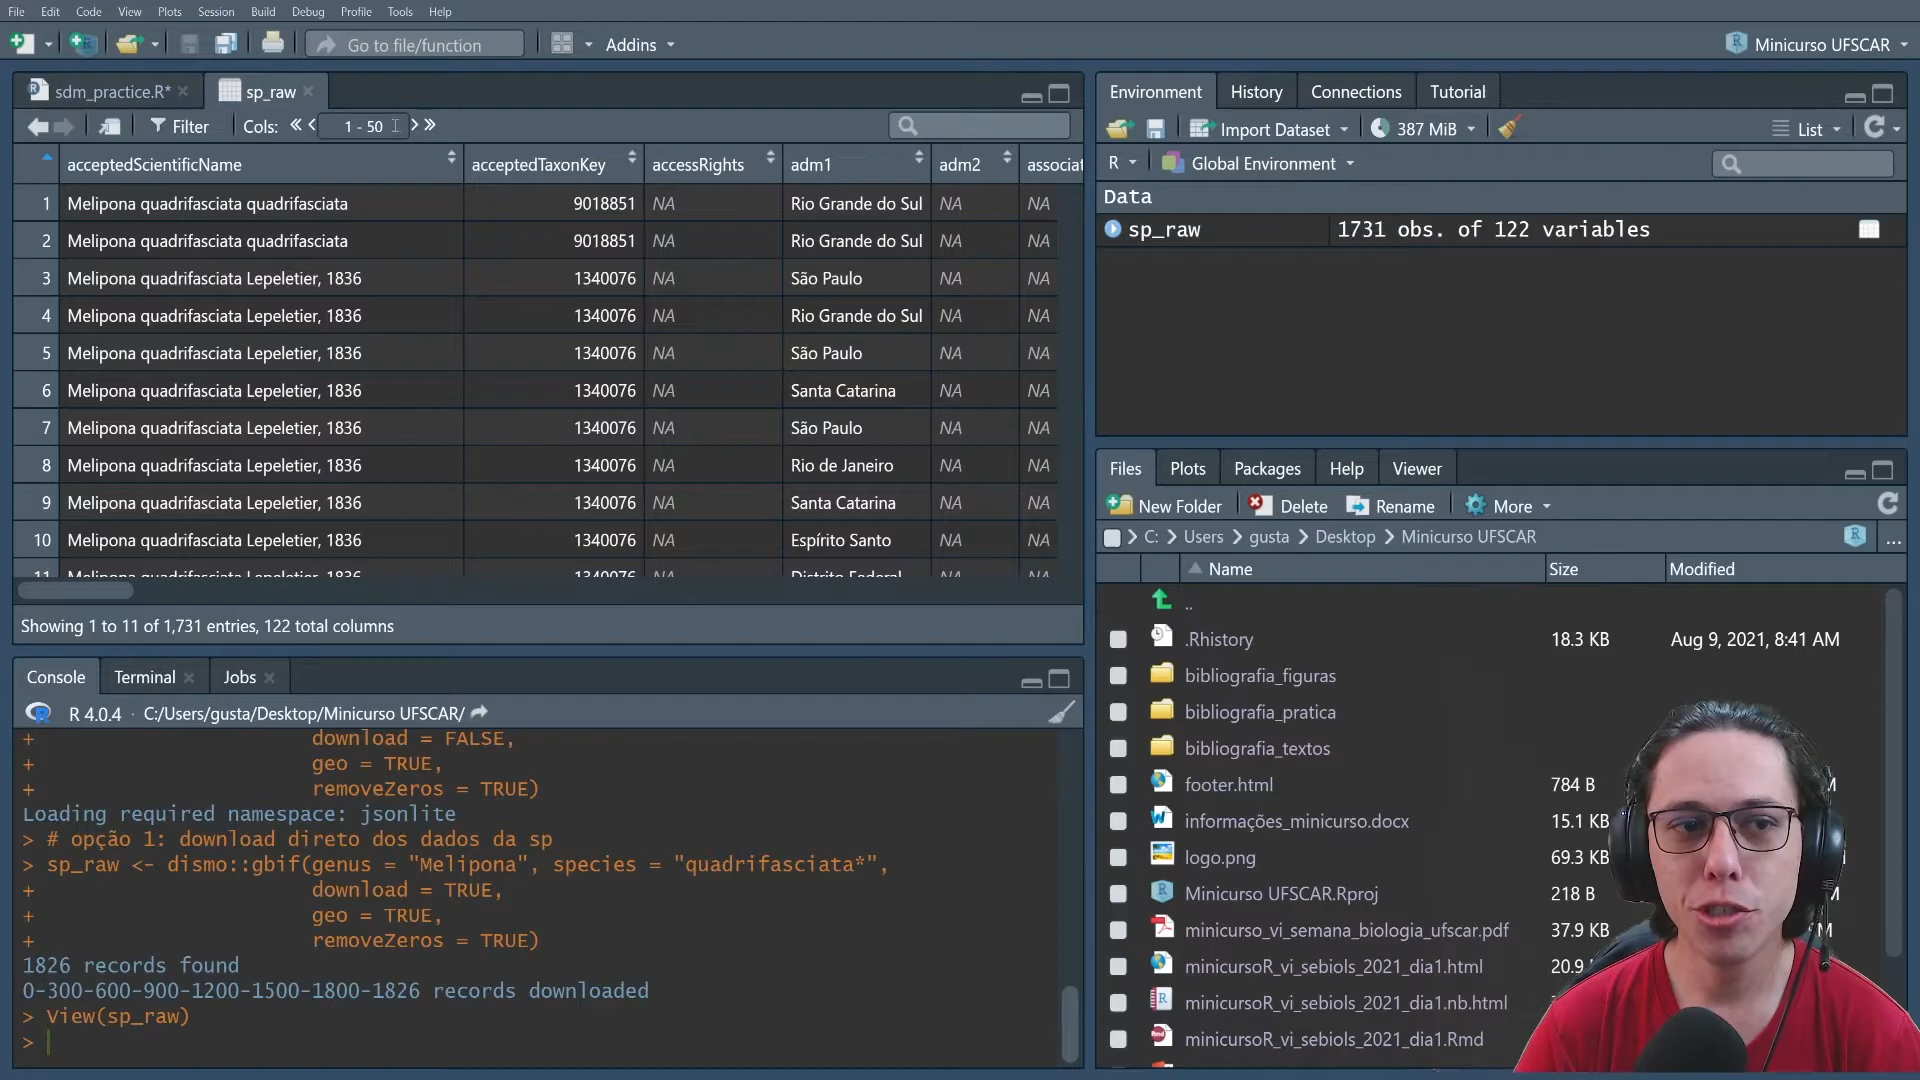 File Edit Code View Plots Session Build Debug Profile Tools Help
Go to file/function
Addins
Minicurso UFSCAR
sdm_practice.R*
sp_raw
Filter
Cols: 1 - 50
acceptedScientificName acceptedTaxonKey accessRights adm1 adm2 associat
1 Melipona quadrifasciata quadrifasciata 9018851 NA Rio Grande do Sul NA NA
2 Melipona quadrifasciata quadrifasciata 9018851 NA Rio Grande do Sul NA NA
3 Melipona quadrifasciata Lepeletier, 1836 1340076 NA São Paulo NA NA
4 Melipona quadrifasciata Lepeletier, 1836 1340076 NA Rio Grande do Sul NA NA
5 Melipona quadrifasciata Lepeletier, 1836 1340076 NA São Paulo NA NA
6 Melipona quadrifasciata Lepeletier, 1836 1340076 NA Santa Catarina NA NA
7 Melipona quadrifasciata Lepeletier, 1836 1340076 NA São Paulo NA NA
8 Melipona quadrifasciata Lepeletier, 1836 1340076 NA Rio de Janeiro NA NA
9 Melipona quadrifasciata Lepeletier, 1836 1340076 NA Santa Catarina NA NA
10 Melipona quadrifasciata Lepeletier, 1836 1340076 NA Espírito Santo NA NA
11 Melipona quadrifasciata Lepeletier, 1836 1340076 NA Distrito Federal NA NA
Showing 1 to 11 of 1,731 entries, 122 total columns
Console Terminal Jobs
R 4.0.4 · C:/Users/gusta/Desktop/Minicurso UFSCAR/
+ download = FALSE,
+ geo = TRUE,
+ removeZeros = TRUE)
Loading required namespace: jsonlite
> # opção 1: download direto dos dados da sp
> sp_raw <- dismo::gbif(genus = "Melipona", species = "quadrifasciata*",
+ download = TRUE,
+ geo = TRUE,
+ removeZeros = TRUE)
1826 records found
0-300-600-900-1200-1500-1800-1826 records downloaded
> View(sp_raw)
>
Environment History Connections Tutorial
Import Dataset
387 MiB
List
R
Global Environment
Data
sp_raw 1731 obs. of 122 variables
Files Plots Packages Help Viewer
New Folder Delete Rename More
C: Users gusta Desktop Minicurso UFSCAR
...
Name Size Modified
..
.Rhistory 18.3 KB Aug 9, 2021, 8:41 AM
bibliografia_figuras
bibliografia_pratica
bibliografia_textos
footer.html 784 B
informações_minicurso.docx 15.1 KB
logo.png 69.3 KB
Minicurso UFSCAR.Rproj 218 B
minicurso_vi_semana_biologia_ufscar.pdf 37.9 KB
minicursoR_vi_sebiols_2021_dia1.html 20.9
minicursoR_vi_sebiols_2021_dia1.nb.html
minicursoR_vi_sebiols_2021_dia1.Rmd